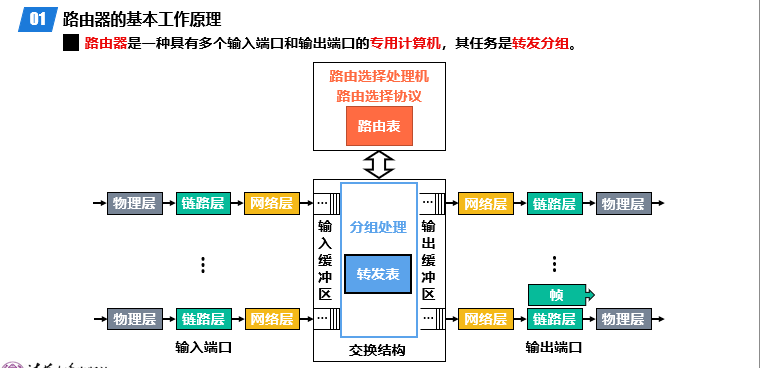 01 路由器的基本工作原理
路由器是一种具有多个输入端口和输出端口的专用计算机，其任务是转发分组。
路由选择处理机
路由选择协议
路由表
物理层 链路层 网络层 ... ... 网络层 链路层 物理层
输入缓冲区
分组处理
转发表
输出缓冲区
帧
物理层 链路层 网络层 ... ... 网络层 链路层 物理层
输入端口
交换结构
输出端口